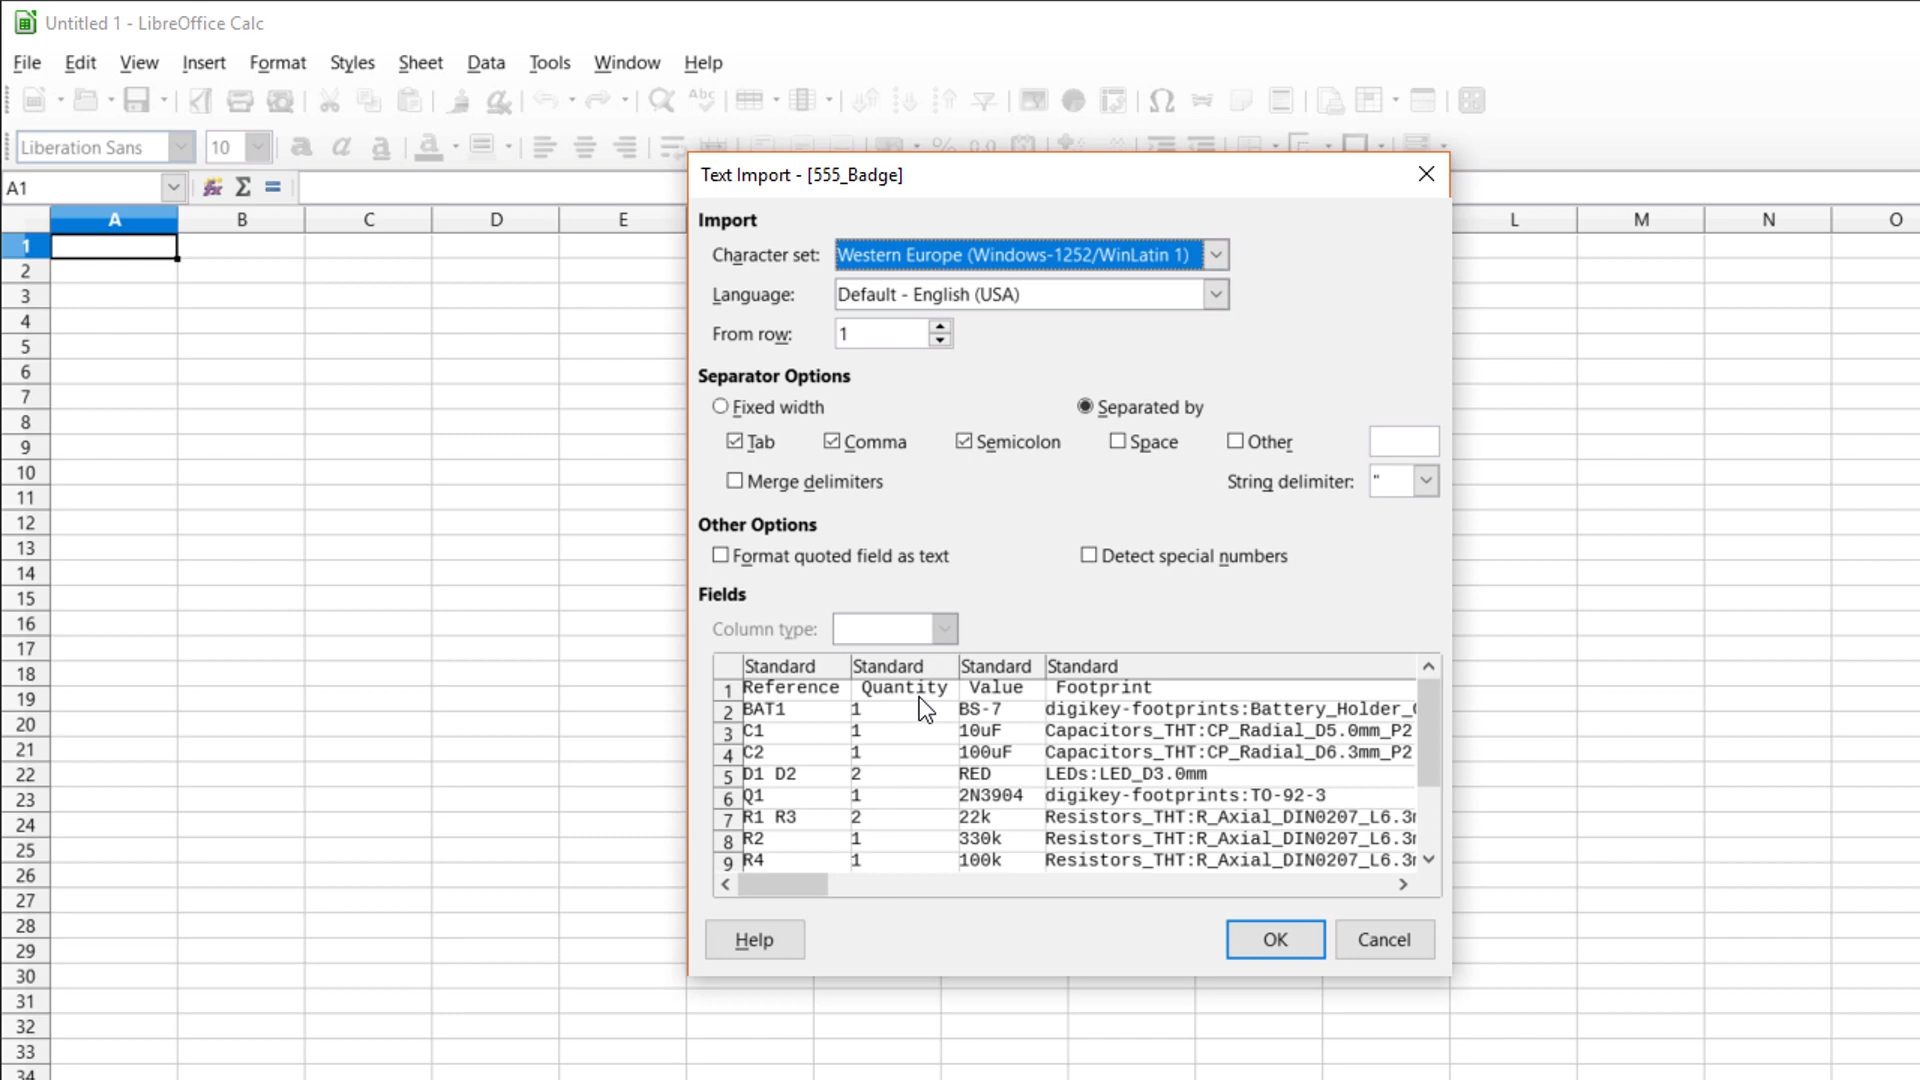 Untitled 1 - LibreOffice Calc
File Edit View Insert Format Styles Sheet Data Tools Window Help
Liberation Sans 10
A1
A B C D E L M N O
Text Import - [555_Badge]
Import
Character set: Western Europe (Windows-1252/WinLatin 1)
Language: Default - English (USA)
From row: 1
Separator Options
Fixed width Separated by
Tab Comma Semicolon Space Other
Merge delimiters String delimiter: "
Other Options
Format quoted field as text Detect special numbers
Fields
Column type:
Standard Standard Standard Standard
1 Reference Quantity Value Footprint
2 BAT1 1 BS-7 digikey-footprints:Battery_Holder_
3 C1 1 10uF Capacitors_THT:CP_Radial_D5.0mm_P2
4 C2 1 100uF Capacitors_THT:CP_Radial_D6.3mm_P2
5 D1 D2 2 RED LEDs:LED_D3.0mm
6 Q1 1 2N3904 digikey-footprints:TO-92-3
7 R1 R3 2 22k Resistors_THT:R_Axial_DIN0207_L6.3
8 R2 1 330k Resistors_THT:R_Axial_DIN0207_L6.3
9 R4 1 100k Resistors_THT:R_Axial_DIN0207_L6.3
Help OK Cancel
1
2
3
4
5
6
7
8
9
10
11
12
13
14
15
16
17
18
19
20
21
22
23
24
25
26
27
28
29
30
31
32
33
34